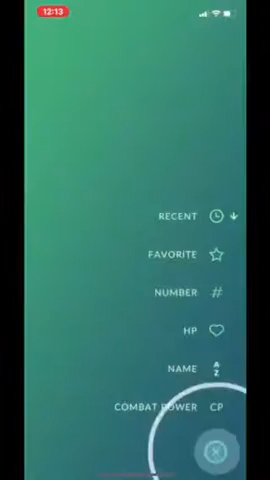 12:13
RECENT
FAVORITE
NUMBER #
HP
NAME A Z
COMBAT POWER CP